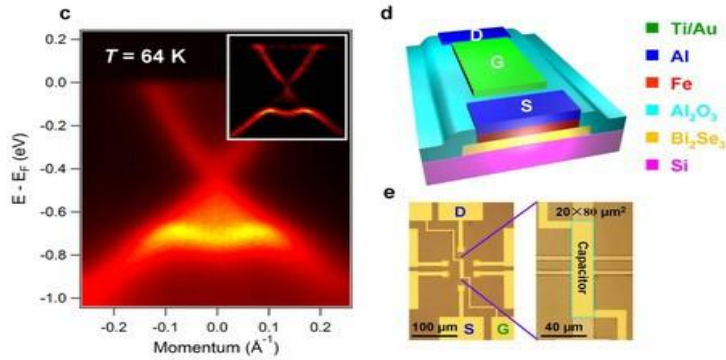 c
T = 64 K
0.2
0.0
-0.2
-0.4
-0.6
-0.8
-1.0
E - E_F (eV)
-0.2 -0.1 0.0 0.1 0.2
Momentum (Å⁻¹)
d
D
G
S
Ti/Au
Al
Fe
Al₂O₃
Bi₂Se₃
Si
e
D
S G
100 μm
20×80 μm²
Capacitor
40 μm